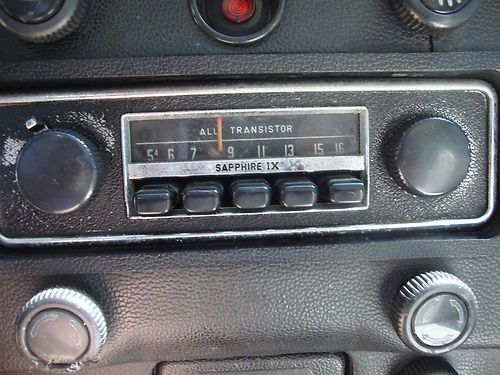 ALL TRANSISTOR
5⁴ 6 7 9 11 13 15 16
SAPPHIRE IX